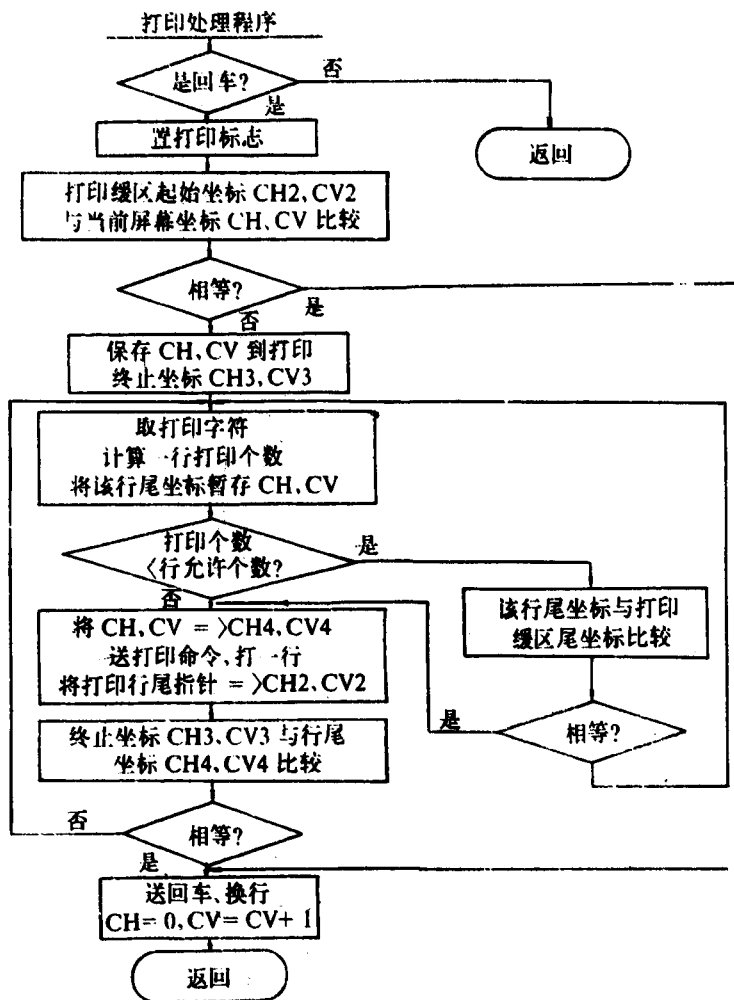 打印处理程序
是回车?
否
是
置打印标志
返回
打印缓区起始坐标 CH2, CV2
与当前屏幕坐标 CH, CV 比较
相等?
是
否
保存 CH, CV 到打印
终止坐标 CH3, CV3
取打印字符
计算一行打印个数
将该行尾坐标暂存 CH, CV
打印个数
<行允许个数?
是
否
该行尾坐标与打印
缓区尾坐标比较
将 CH, CV = >CH4, CV4
送打印命令, 打一行
将打印行尾指针 = >CH2, CV2
是
相等?
终止坐标 CH3, CV3 与行尾
坐标 CH4, CV4 比较
否
相等?
是
送回车、换行
CH= 0, CV= CV+ 1
返回